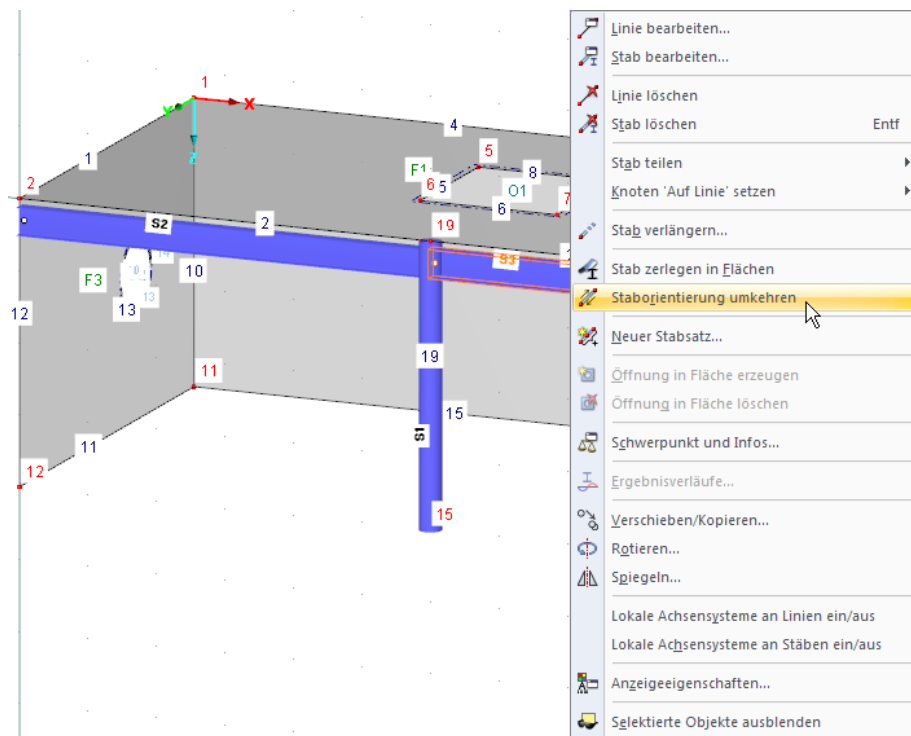 Linie bearbeiten...
Stab bearbeiten...
Linie löschen
Stab löschen Entf
Stab teilen
Knoten 'Auf Linie' setzen
Stab verlängern...
Stab zerlegen in Flächen
Staborientierung umkehren
Neuer Stabsatz...
Öffnung in Fläche erzeugen
Öffnung in Fläche löschen
Schwerpunkt und Infos...
Ergebnisverläufe...
Verschieben/Kopieren...
Rotieren...
Spiegeln...
Lokale Achsensysteme an Linien ein/aus
Lokale Achsensysteme an Stäben ein/aus
Anzeigeeigenschaften...
Selektierte Objekte ausblenden
1
X
Y
Z
4
1
5
F1
8
2
6
5
O1
7
6
S2
2
19
S3
14
F3
10
13
13
12
19
11
15
S1
11
12
15